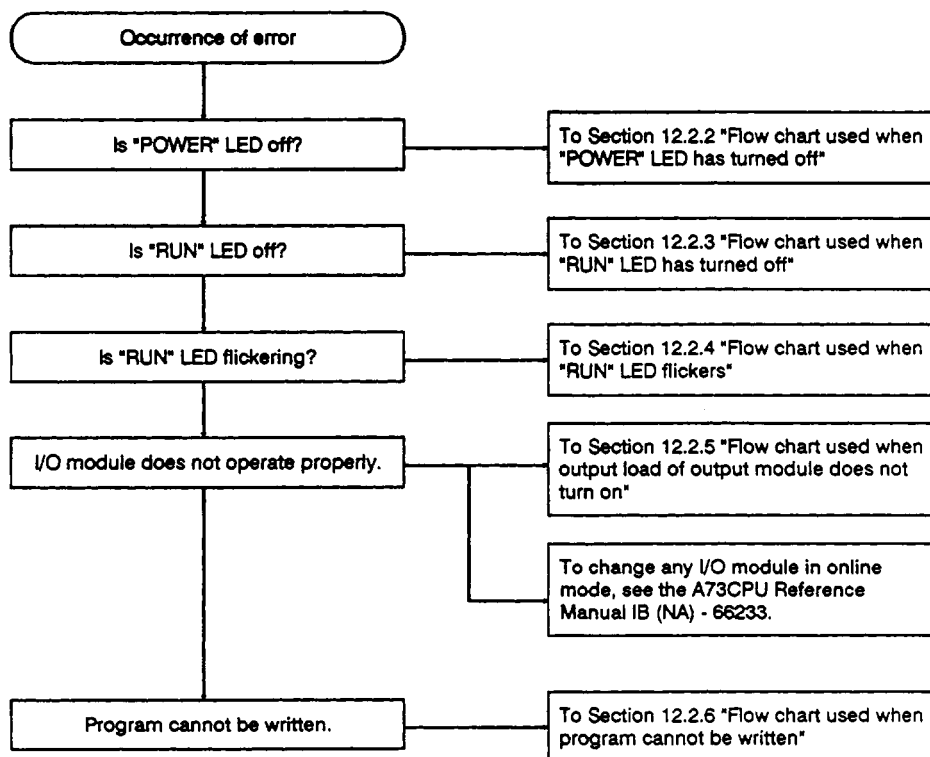 Occurrence of error
Is "POWER" LED off?
To Section 12.2.2 "Flow chart used when
"POWER" LED has turned off"
Is "RUN" LED off?
To Section 12.2.3 "Flow chart used when
"RUN" LED has turned off"
Is "RUN" LED flickering?
To Section 12.2.4 "Flow chart used when
"RUN" LED flickers"
I/O module does not operate properly.
To Section 12.2.5 "Flow chart used when
output load of output module does not
turn on"
To change any I/O module in online
mode, see the A73CPU Reference
Manual IB (NA) - 66233.
Program cannot be written.
To Section 12.2.6 "Flow chart used when
program cannot be written"